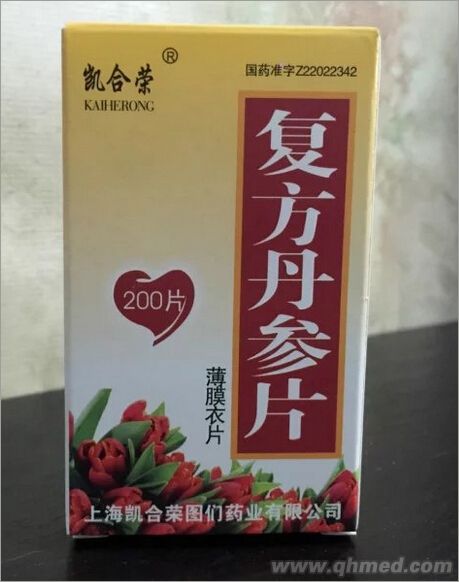 凯合荣®
KAIHERONG
国药准字Z22022342
复方丹参片
200片
薄膜衣片
上海凯合荣图们药业有限公司
www.qhmed.com